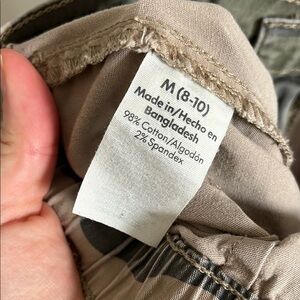 M (8-10)
Made in/Hecho en
Bangladesh
98% Cotton/Algodón
2% Spandex